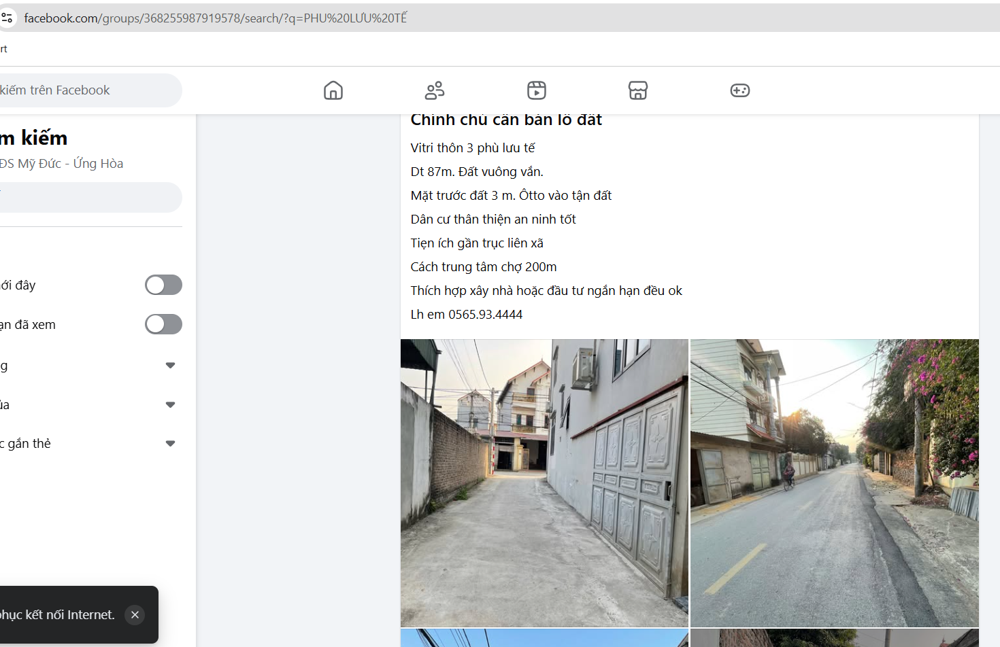 facebook.com/groups/368255987919578/search/?q=PHU%20LƯU%20TẾ
rt
kiếm trên Facebook
m kiếm
ĐS Mỹ Đức - Ứng Hòa
ới đây
ạn đã xem
g
ủa
c gắn thẻ
phục kết nối Internet.
Chính chủ cần bán lô đất
Vitri thôn 3 phù lưu tế
Dt 87m. Đất vuông vắn.
Mặt trước đất 3 m. Ôtto vào tận đất
Dân cư thân thiện an ninh tốt
Tiẹn ích gần trục liên xã
Cách trung tâm chợ 200m
Thích hợp xây nhà hoặc đầu tư ngắn hạn đều ok
Lh em 0565.93.4444